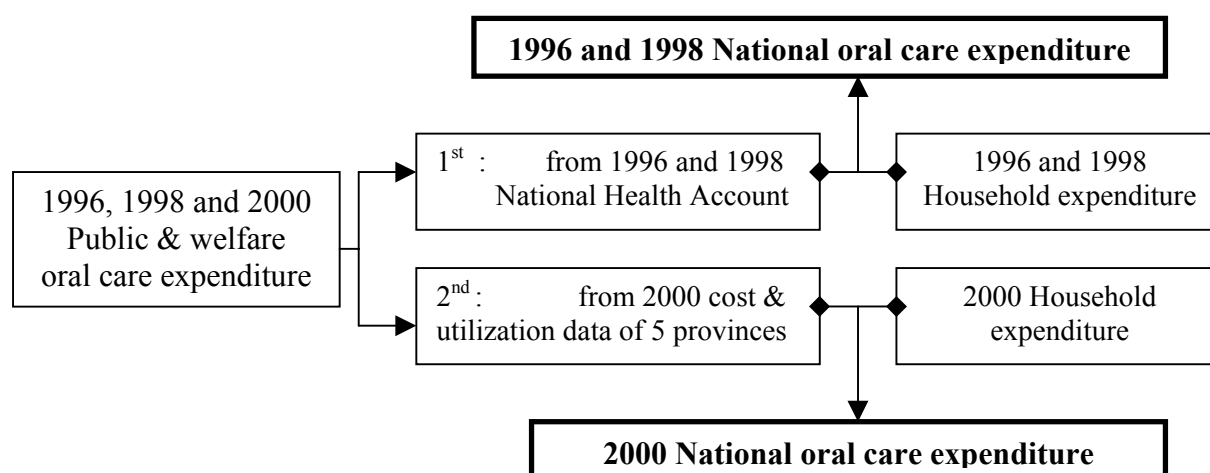 1996 and 1998 National oral care expenditure
1st : from 1996 and 1998
National Health Account
1996 and 1998
Household expenditure
1996, 1998 and 2000
Public & welfare
oral care expenditure
2nd : from 2000 cost &
utilization data of 5 provinces
2000 Household
expenditure
2000 National oral care expenditure